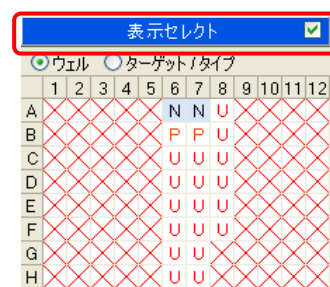 表示セレクト
ウェル ターゲット / タイプ
1 2 3 4 5 6 7 8 9 10 11 12
A N N U
B P P U
C U U U
D U U U
E U U U
F U U U
G U U
H U U